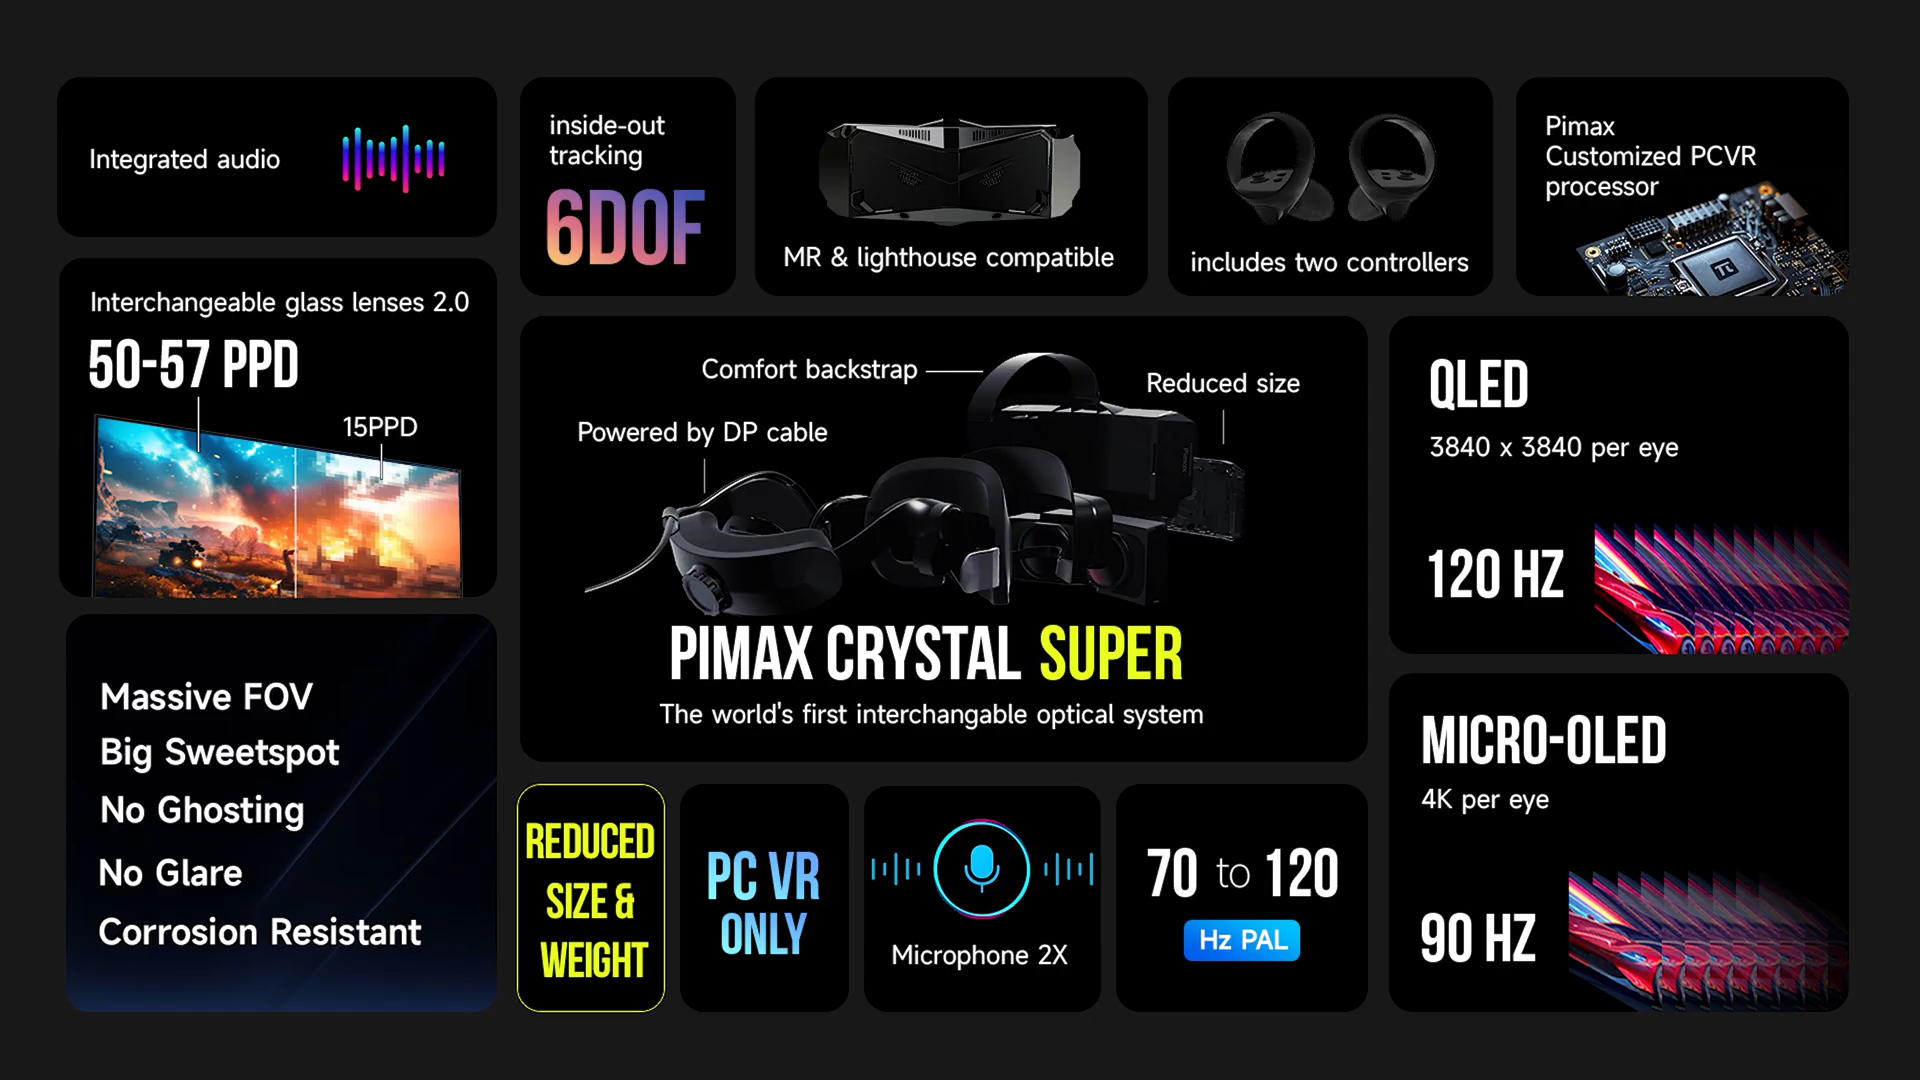 Integrated audio
inside-out
tracking
6DOF
MR & lighthouse compatible
includes two controllers
Pimax
Customized PCVR
processor
Interchangeable glass lenses 2.0
50-57 PPD
15PPD
Comfort backstrap
Reduced size
Powered by DP cable
PIMAX CRYSTAL SUPER
The world's first interchangable optical system
QLED
3840 x 3840 per eye
120 HZ
Massive FOV
Big Sweetspot
No Ghosting
No Glare
Corrosion Resistant
REDUCED
SIZE &
WEIGHT
PC VR
ONLY
Microphone 2X
70 to 120
Hz PAL
MICRO-OLED
4K per eye
90 HZ